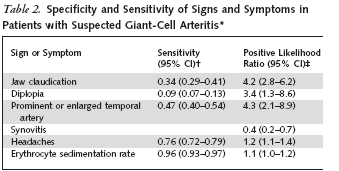 Table 2. Specificity and Sensitivity of Signs and Symptoms in
Patients with Suspected Giant-Cell Arteritis*
Sign or Symptom Sensitivity (95% CI)† Positive Likelihood Ratio (95% CI)‡
Jaw claudication 0.34 (0.29–0.41) 4.2 (2.8–6.2)
Diplopia 0.09 (0.07–0.13) 3.4 (1.3–8.6)
Prominent or enlarged temporal artery 0.47 (0.40–0.54) 4.3 (2.1–8.9)
Synovitis 0.4 (0.2–0.7)
Headaches 0.76 (0.72–0.79) 1.2 (1.1–1.4)
Erythrocyte sedimentation rate 0.96 (0.93–0.97) 1.1 (1.0–1.2)